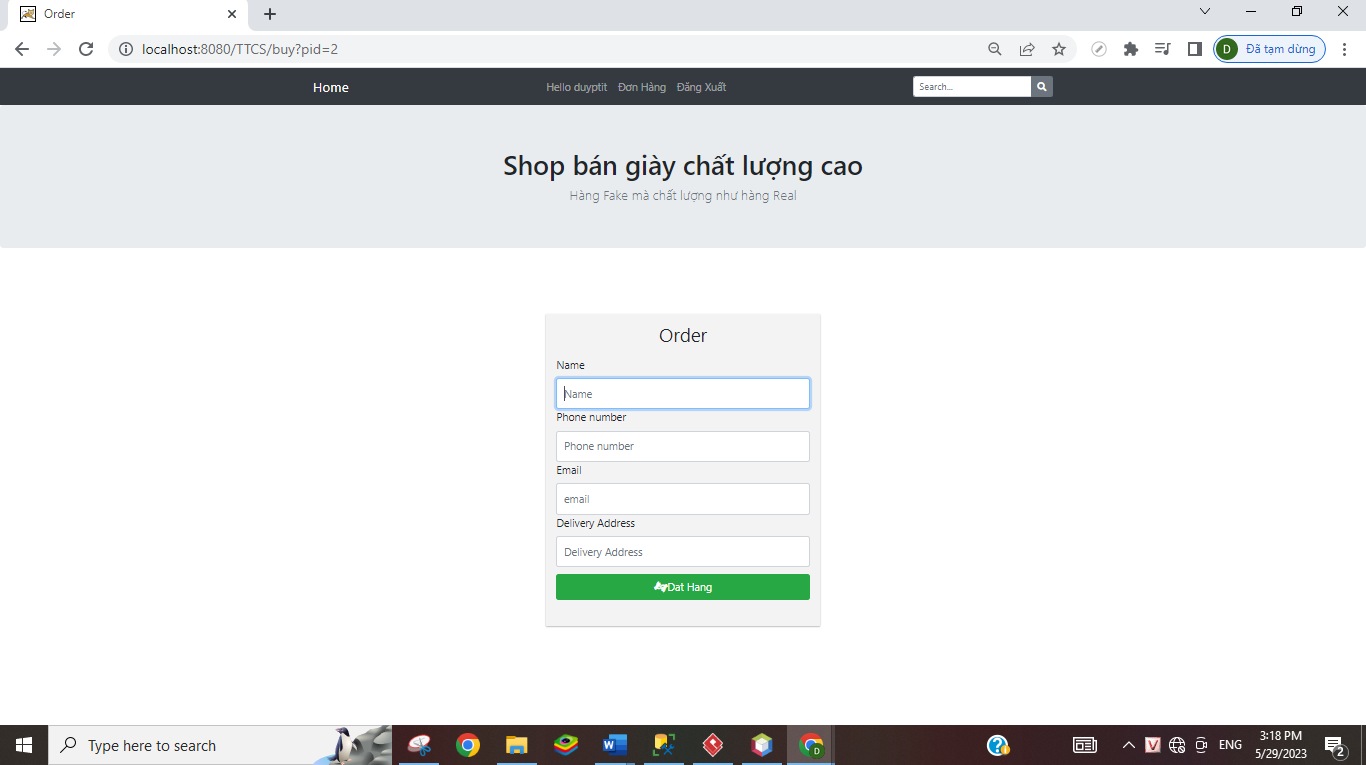 Order
localhost:8080/TTCS/buy?pid=2
D Đã tạm dừng
Home Hello duyptit Đơn Hàng Đăng Xuất Search...
Shop bán giày chất lượng cao
Hàng Fake mà chất lượng như hàng Real
Order
Name
Name
Phone number
Phone number
Email
email
Delivery Address
Delivery Address
Dat Hang
Type here to search
W
D
V
ENG
3:18 PM
5/29/2023
2